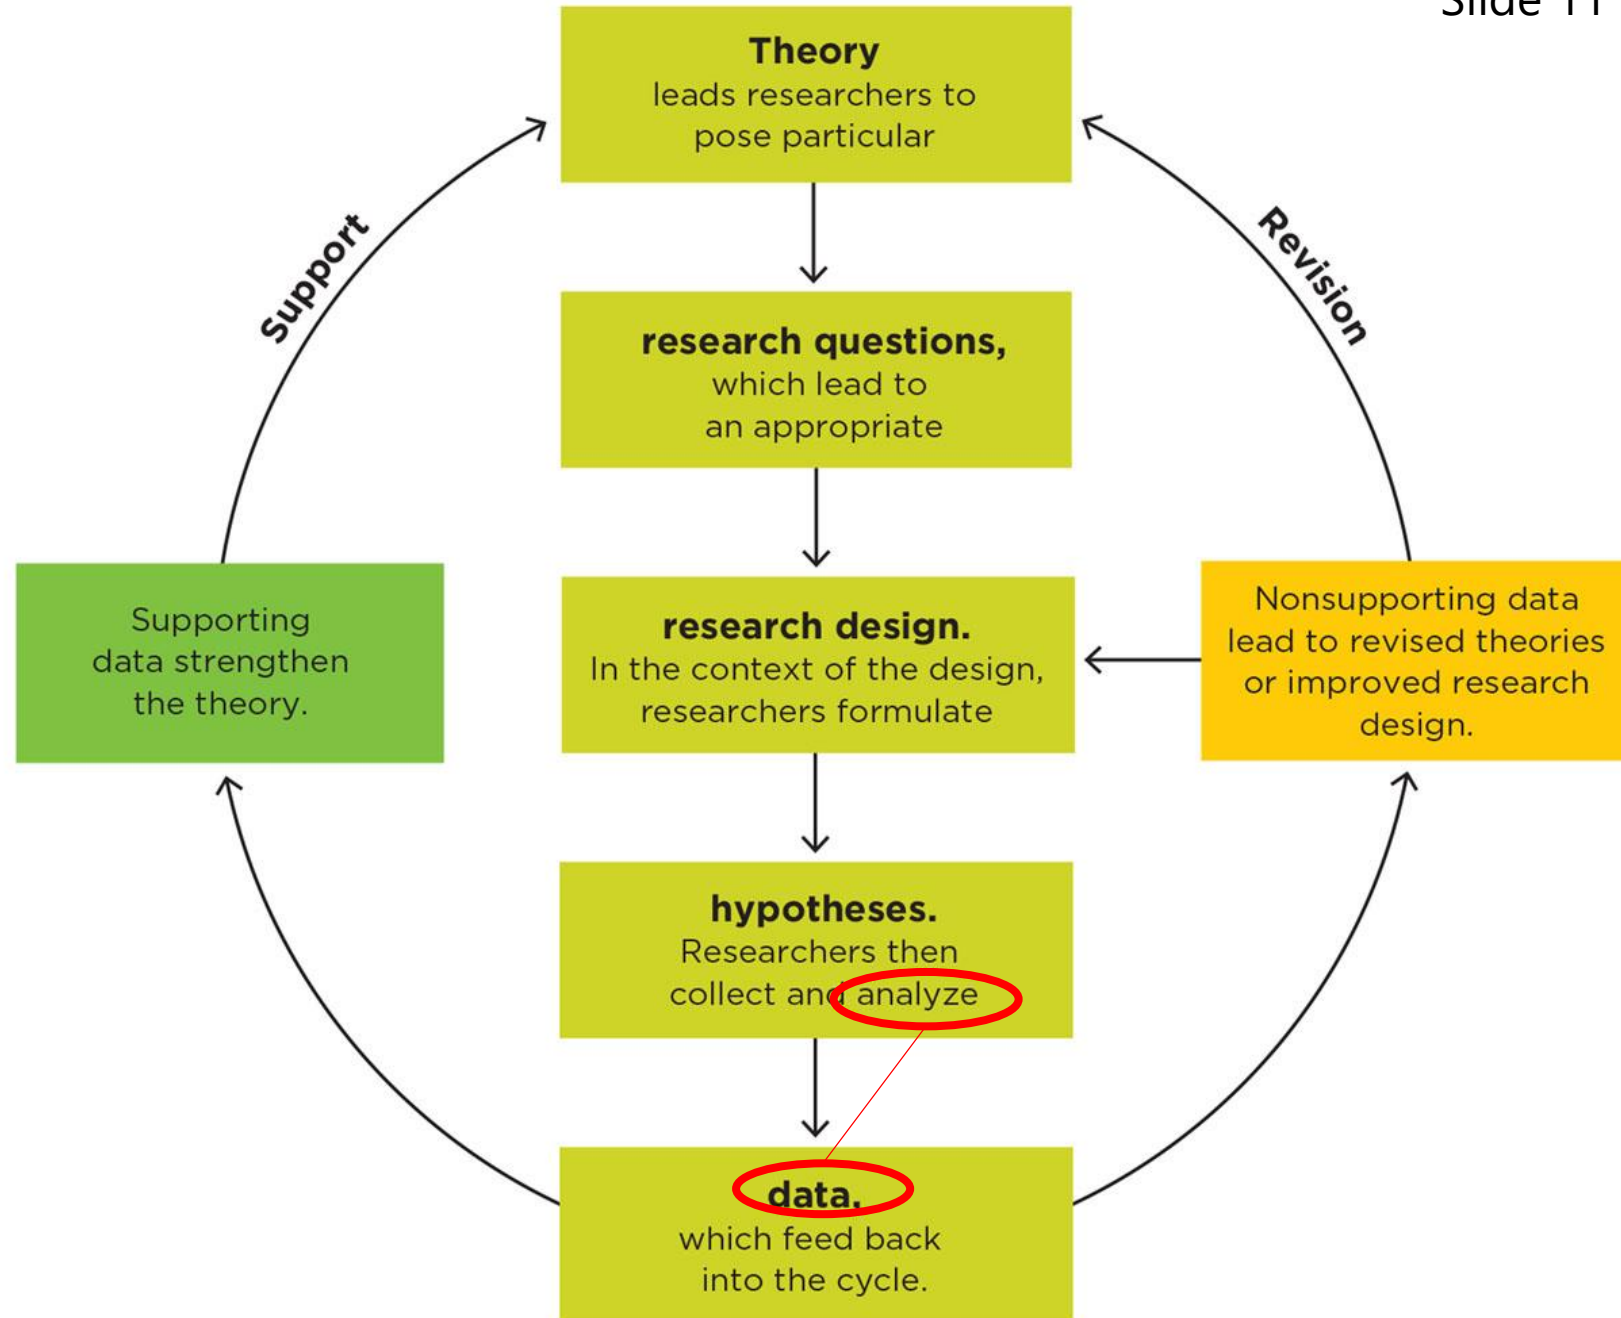 Slide 11
Theory
leads researchers to
pose particular
Support
Revision
research questions,
which lead to
an appropriate
Supporting
data strengthen
the theory.
research design.
In the context of the design,
researchers formulate
Nonsupporting data
lead to revised theories
or improved research
design.
hypotheses.
Researchers then
collect and analyze
data,
which feed back
into the cycle.